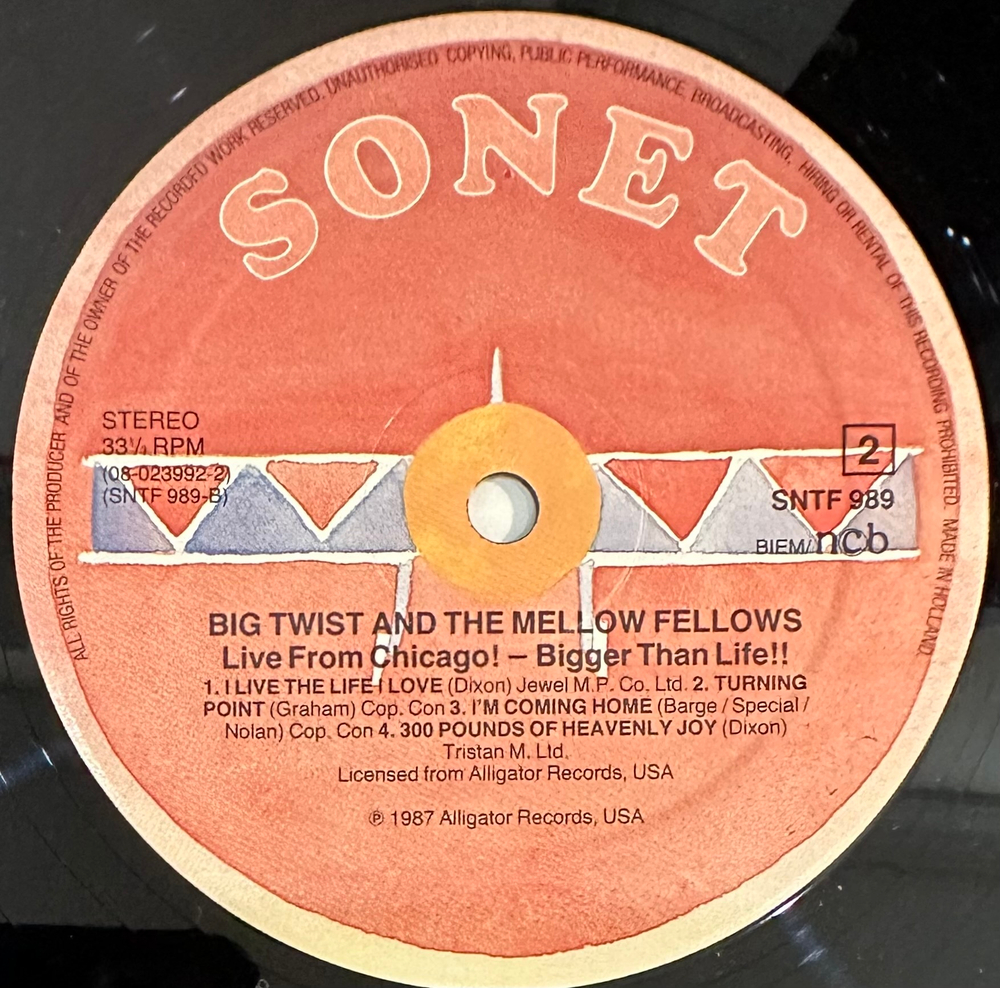 ALL RIGHTS OF THE PRODUCER AND OF THE OWNER OF THE RECORDED WORK RESERVED. UNAUTHORISED COPYING, PUBLIC PERFORMANCE, BROADCASTING, HIRING OR RENTAL OF THIS RECORDING PROHIBITED. MADE IN HOLLAND
SONET
STEREO
33⅓ RPM
(08-023992-2)
(SNTF 989-B)
2
SNTF 989
BIEM/ncb
BIG TWIST AND THE MELLOW FELLOWS
Live From Chicago! – Bigger Than Life!!
1. I LIVE THE LIFE I LOVE (Dixon) Jewel M.P. Co. Ltd. 2. TURNING
POINT (Graham) Cop. Con 3. I'M COMING HOME (Barge / Special /
Nolan) Cop. Con 4. 300 POUNDS OF HEAVENLY JOY (Dixon)
Tristan M. Ltd.
Licensed from Alligator Records, USA
℗ 1987 Alligator Records, USA